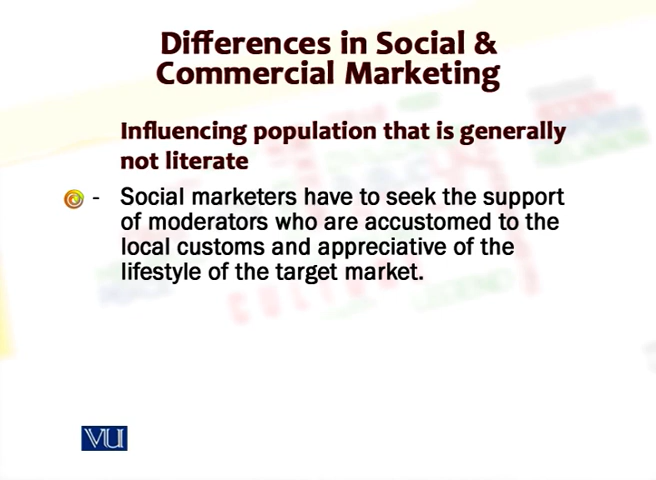 Differences in Social &
Commercial Marketing
Influencing population that is generally
not literate
- Social marketers have to seek the support
of moderators who are accustomed to the
local customs and appreciative of the
lifestyle of the target market.
VU